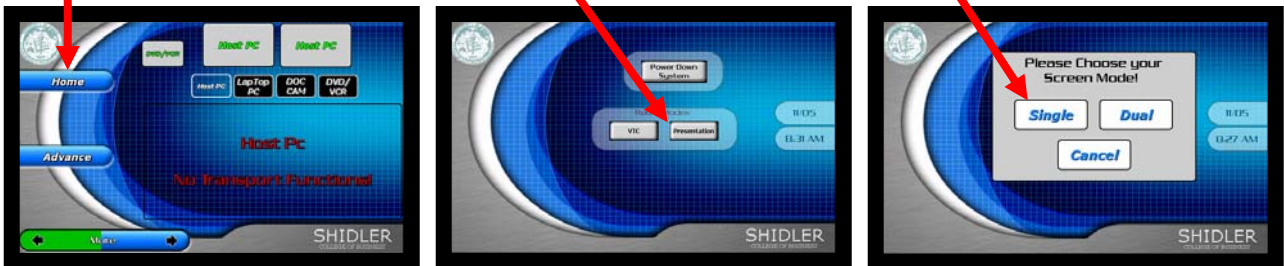 DVD/VCR
Host PC
Host PC
Home
Host PC
LapTop
PC
DOC
CAM
DVD/
VCR
Advance
Host Pc
No Transport Functions!
SHIDLER
COLLEGE OF BUSINESS
Power Down
System
VTC
Presentation
11/05
8:31 AM
SHIDLER
COLLEGE OF BUSINESS
Please Choose your
Screen Mode!
Single
Dual
Cancel
11/05
8:27 AM
SHIDLER
COLLEGE OF BUSINESS